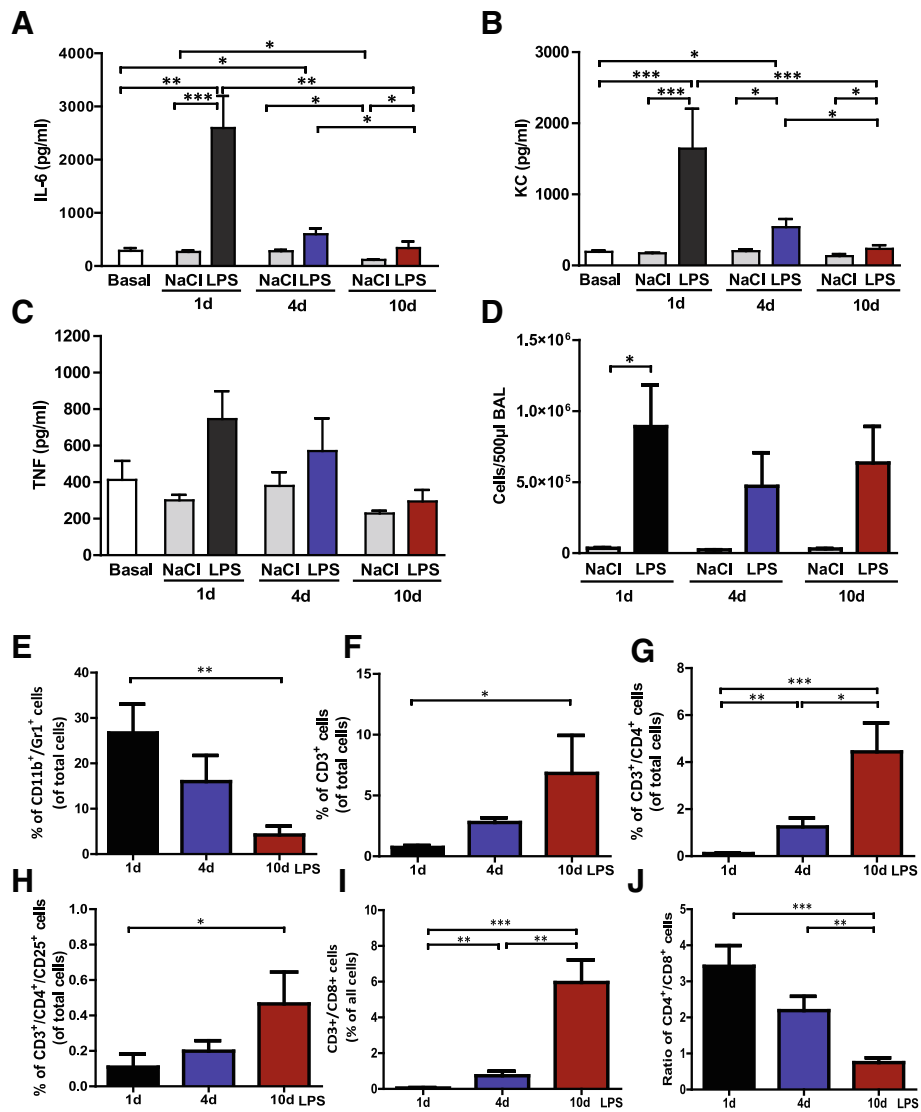 A
IL-6 (pg/ml)
4000
3000
2000
1000
0
*
*
**
**
***
*
*
*
Basal
NaCl LPS
NaCl LPS
NaCl LPS
1d
4d
10d
B
KC (pg/ml)
3000
2000
1000
0
*
***
***
***
*
*
*
Basal
NaCl LPS
NaCl LPS
NaCl LPS
1d
4d
10d
C
TNF (pg/ml)
1200
1000
800
600
400
200
0
Basal
NaCl LPS
NaCl LPS
NaCl LPS
1d
4d
10d
D
Cells/500µl BAL
1.5×10⁶
1.0×10⁶
5.0×10⁵
0
*
NaCl LPS
NaCl LPS
NaCl LPS
1d
4d
10d
E
% of CD11b⁺/Gr1⁺ cells
(of total cells)
40
30
20
10
0
**
1d
4d
10d LPS
F
% of CD3⁺ cells
(of total cells)
15
10
5
0
*
1d
4d
10d LPS
G
% of CD3⁺/CD4⁺ cells
(of total cells)
8
6
4
2
0
***
**
*
1d
4d
10d LPS
H
% of CD3⁺/CD4⁺/CD25⁺ cells
(of total cells)
1.0
0.8
0.6
0.4
0.2
0.0
*
1d
4d
10d LPS
I
CD3+/CD8+ cells
(% of all cells)
10
8
6
4
2
0
***
**
**
1d
4d
10d LPS
J
Ratio of CD4⁺/CD8⁺ cells
5
4
3
2
1
0
***
**
1d
4d
10d LPS